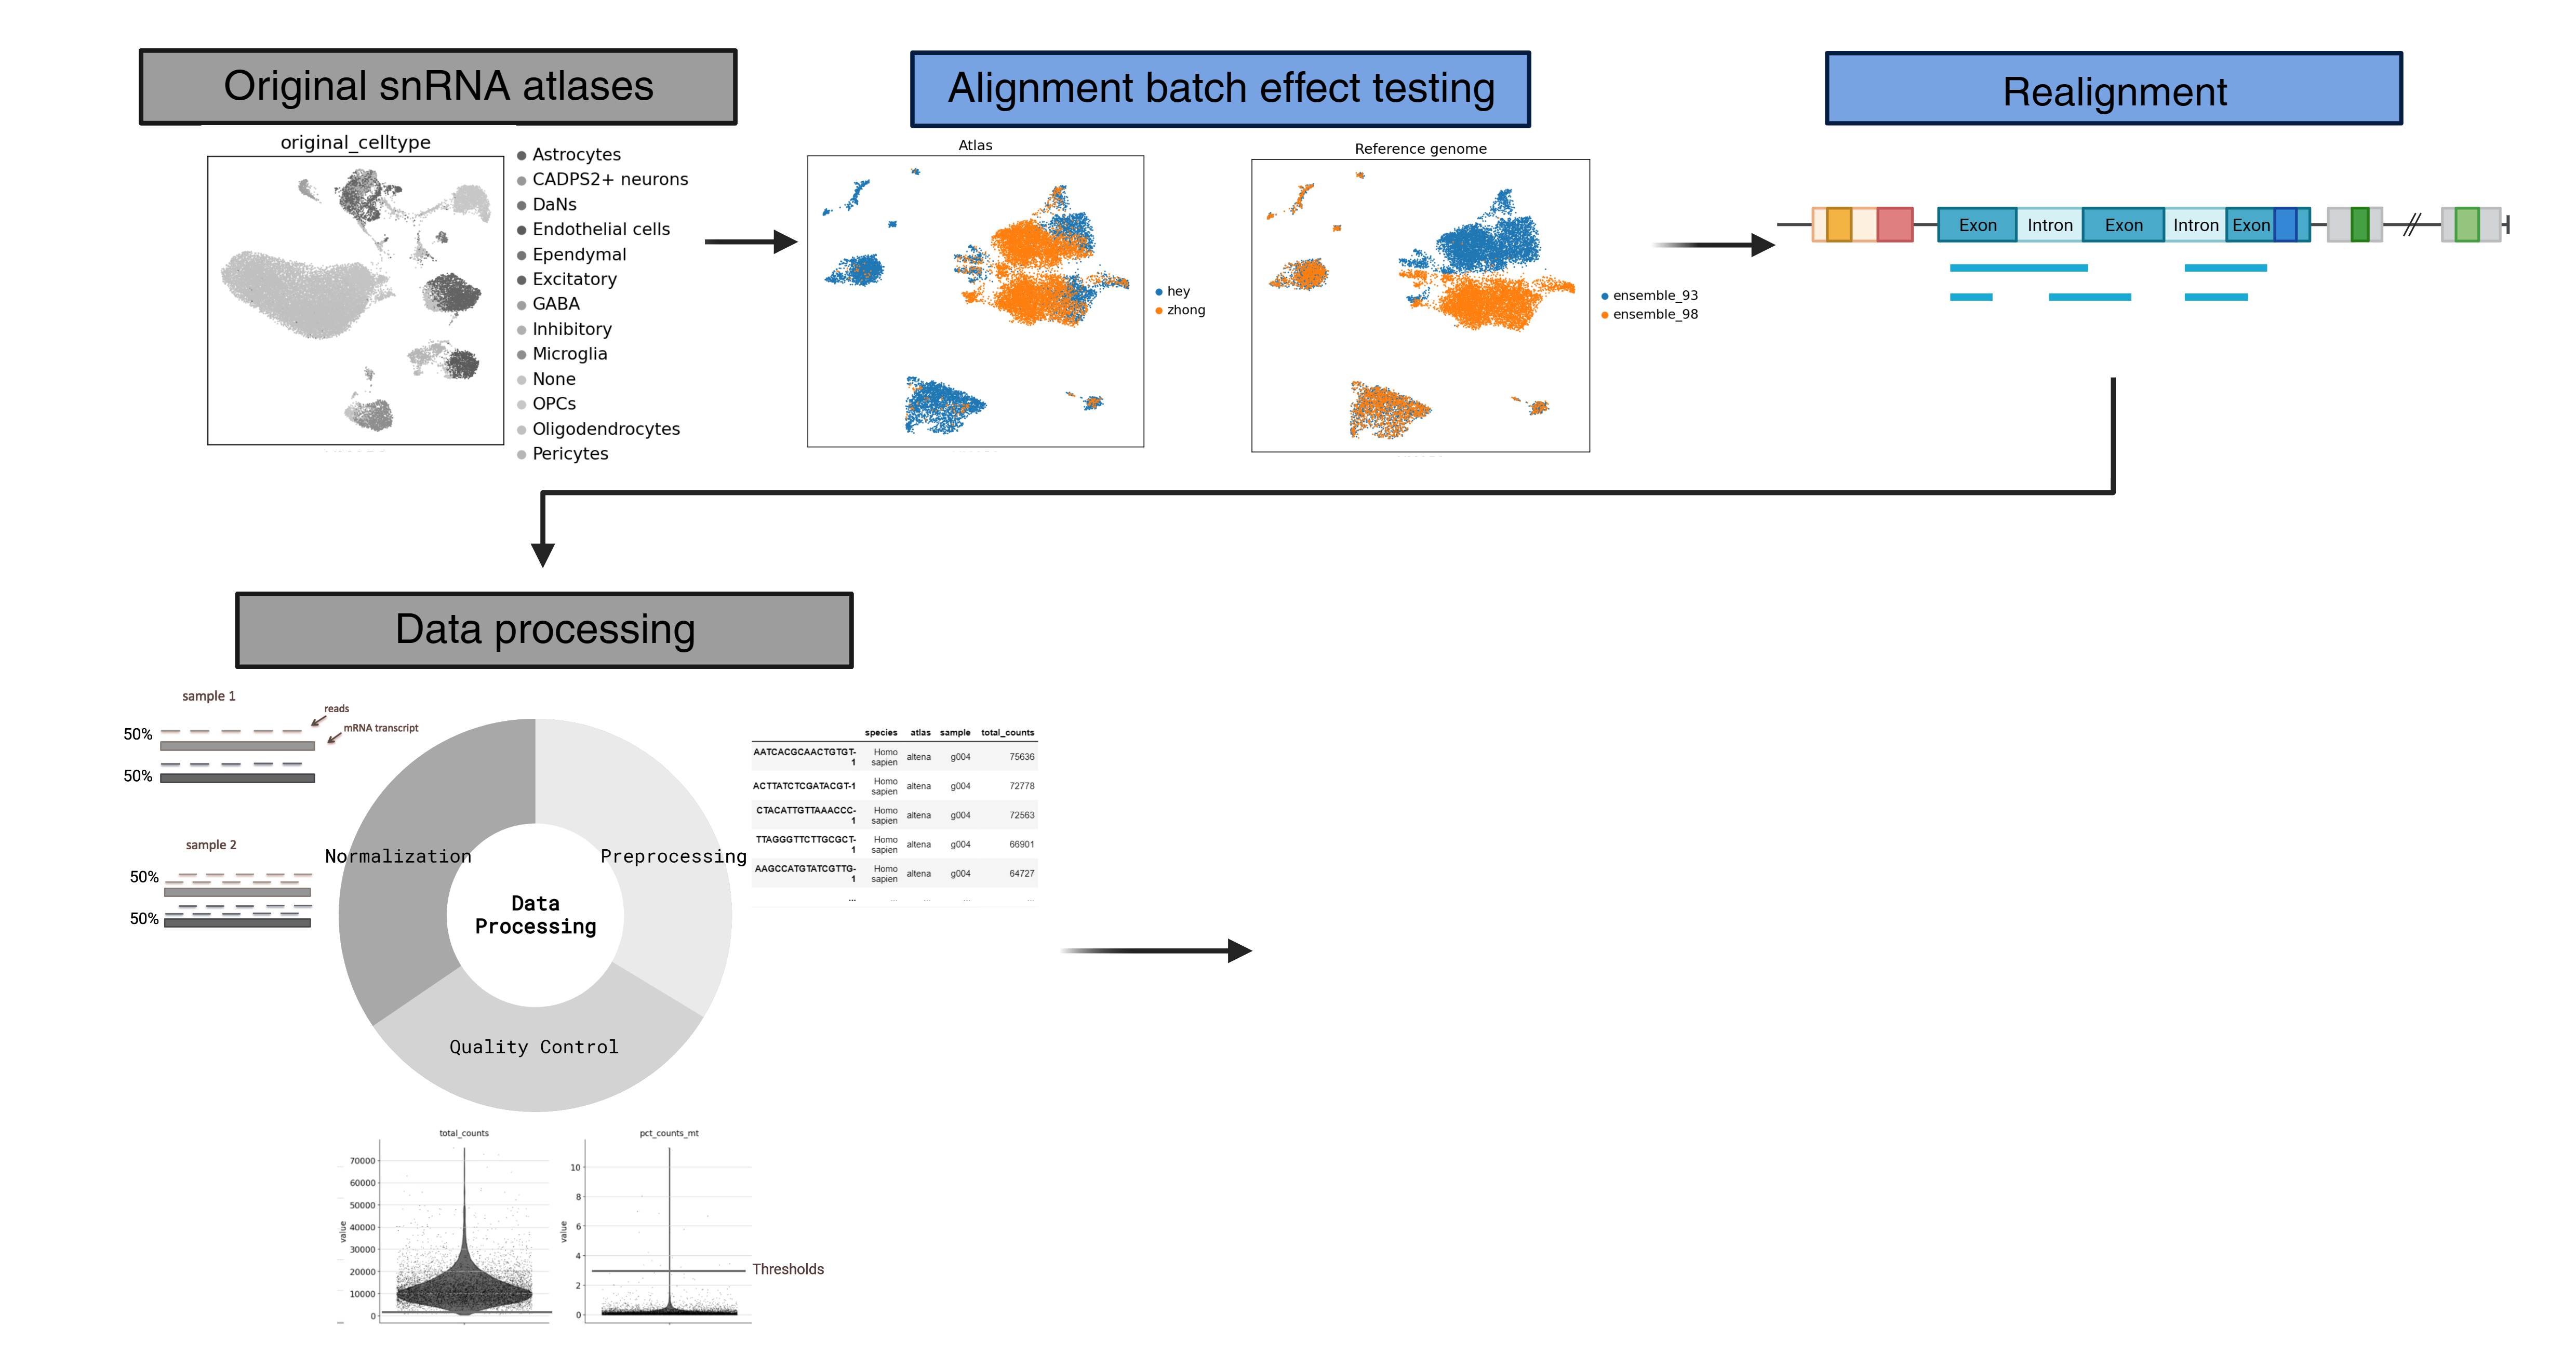 Original snRNA atlases
Alignment batch effect testing
Realignment
original_celltype
Astrocytes
CADPS2+ neurons
DaNs
Endothelial cells
Ependymal
Excitatory
GABA
Inhibitory
Microglia
None
OPCs
Oligodendrocytes
Pericytes
Atlas
hey
zhong
Reference genome
ensemble_93
ensemble_98
Exon
Intron
Exon
Intron
Exon
Data processing
sample 1
reads
mRNA transcript
50%
50%
sample 2
50%
50%
Normalization
Preprocessing
Data
Processing
Quality Control
species atlas sample total_counts
AATCACGCAACTGTGT-
1
Homo
sapien
altena g004 75636
ACTTATCTCGATACGT-1
Homo
sapien
altena g004 72778
CTACATTGTTAAACCC-
1
Homo
sapien
altena g004 72563
TTAGGGTTCTTGCGCT-
1
Homo
sapien
altena g004 66901
AAGCCATGTATCGTTG-
1
Homo
sapien
altena g004 64727
... ... ... ... ...
total_counts
value
70000
60000
50000
40000
30000
20000
10000
0
pct_counts_mt
value
10
8
6
4
2
0
Thresholds